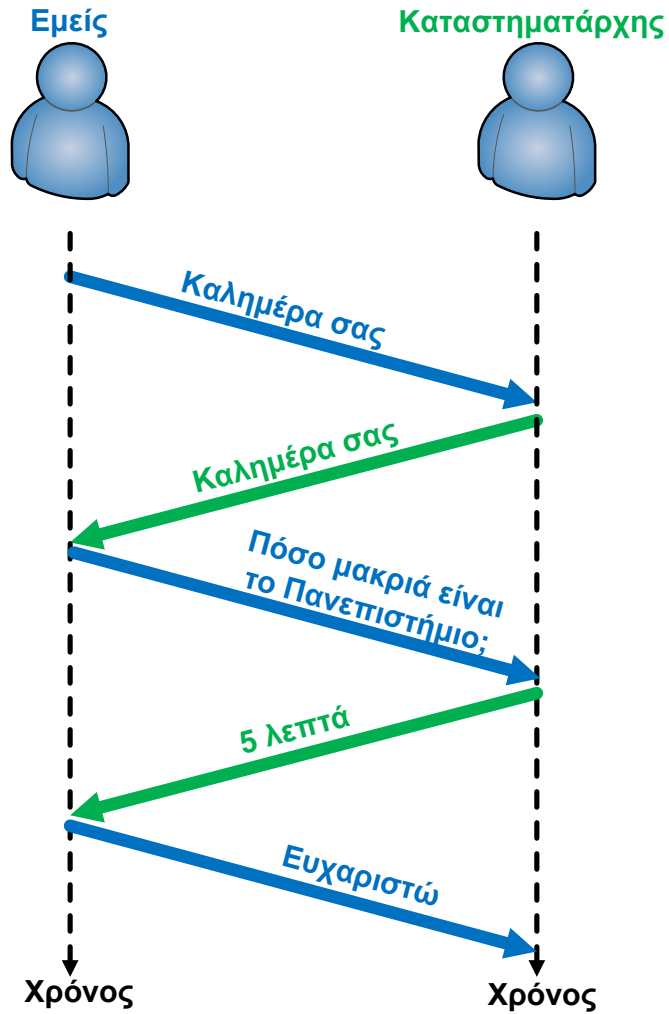 Εμείς
Καταστηματάρχης
Καλημέρα σας
Καλημέρα σας
Πόσο μακριά είναι
το Πανεπιστήμιο;
5 λεπτά
Ευχαριστώ
Χρόνος
Χρόνος